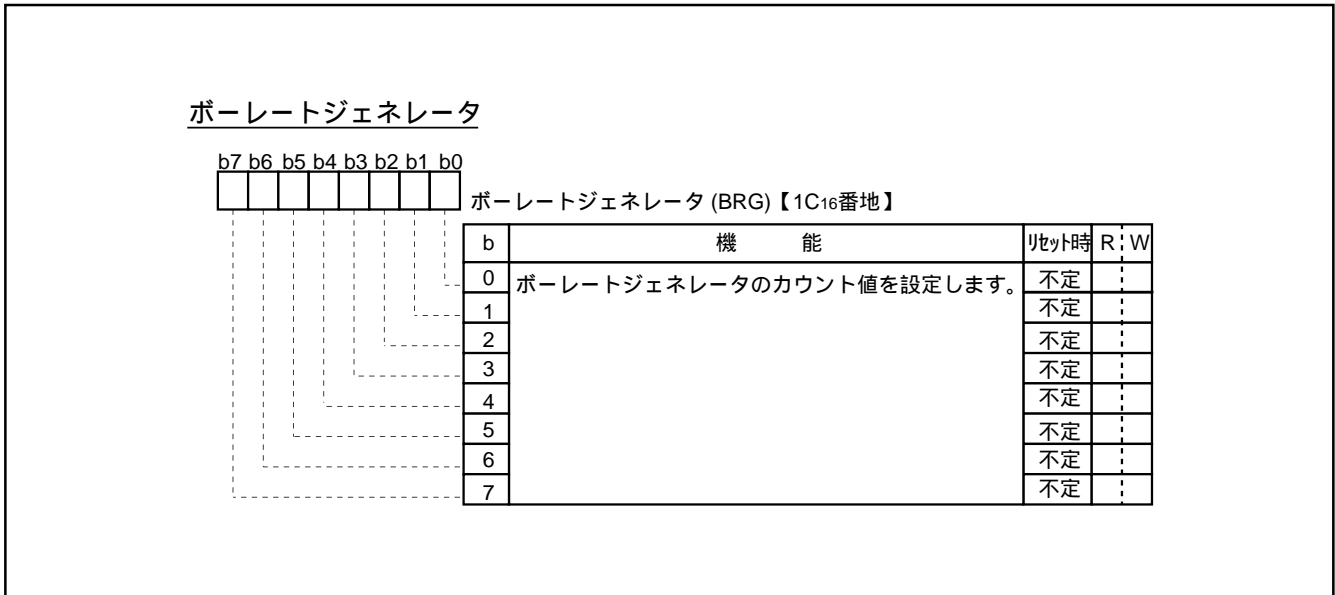 ボーレートジェネレータ
b7 b6 b5 b4 b3 b2 b1 b0
ボーレートジェネレータ (BRG)【1C16番地】
b 機 能 リセット時 R W
0 ボーレートジェネレータのカウント値を設定します。 不定
1 不定
2 不定
3 不定
4 不定
5 不定
6 不定
7 不定